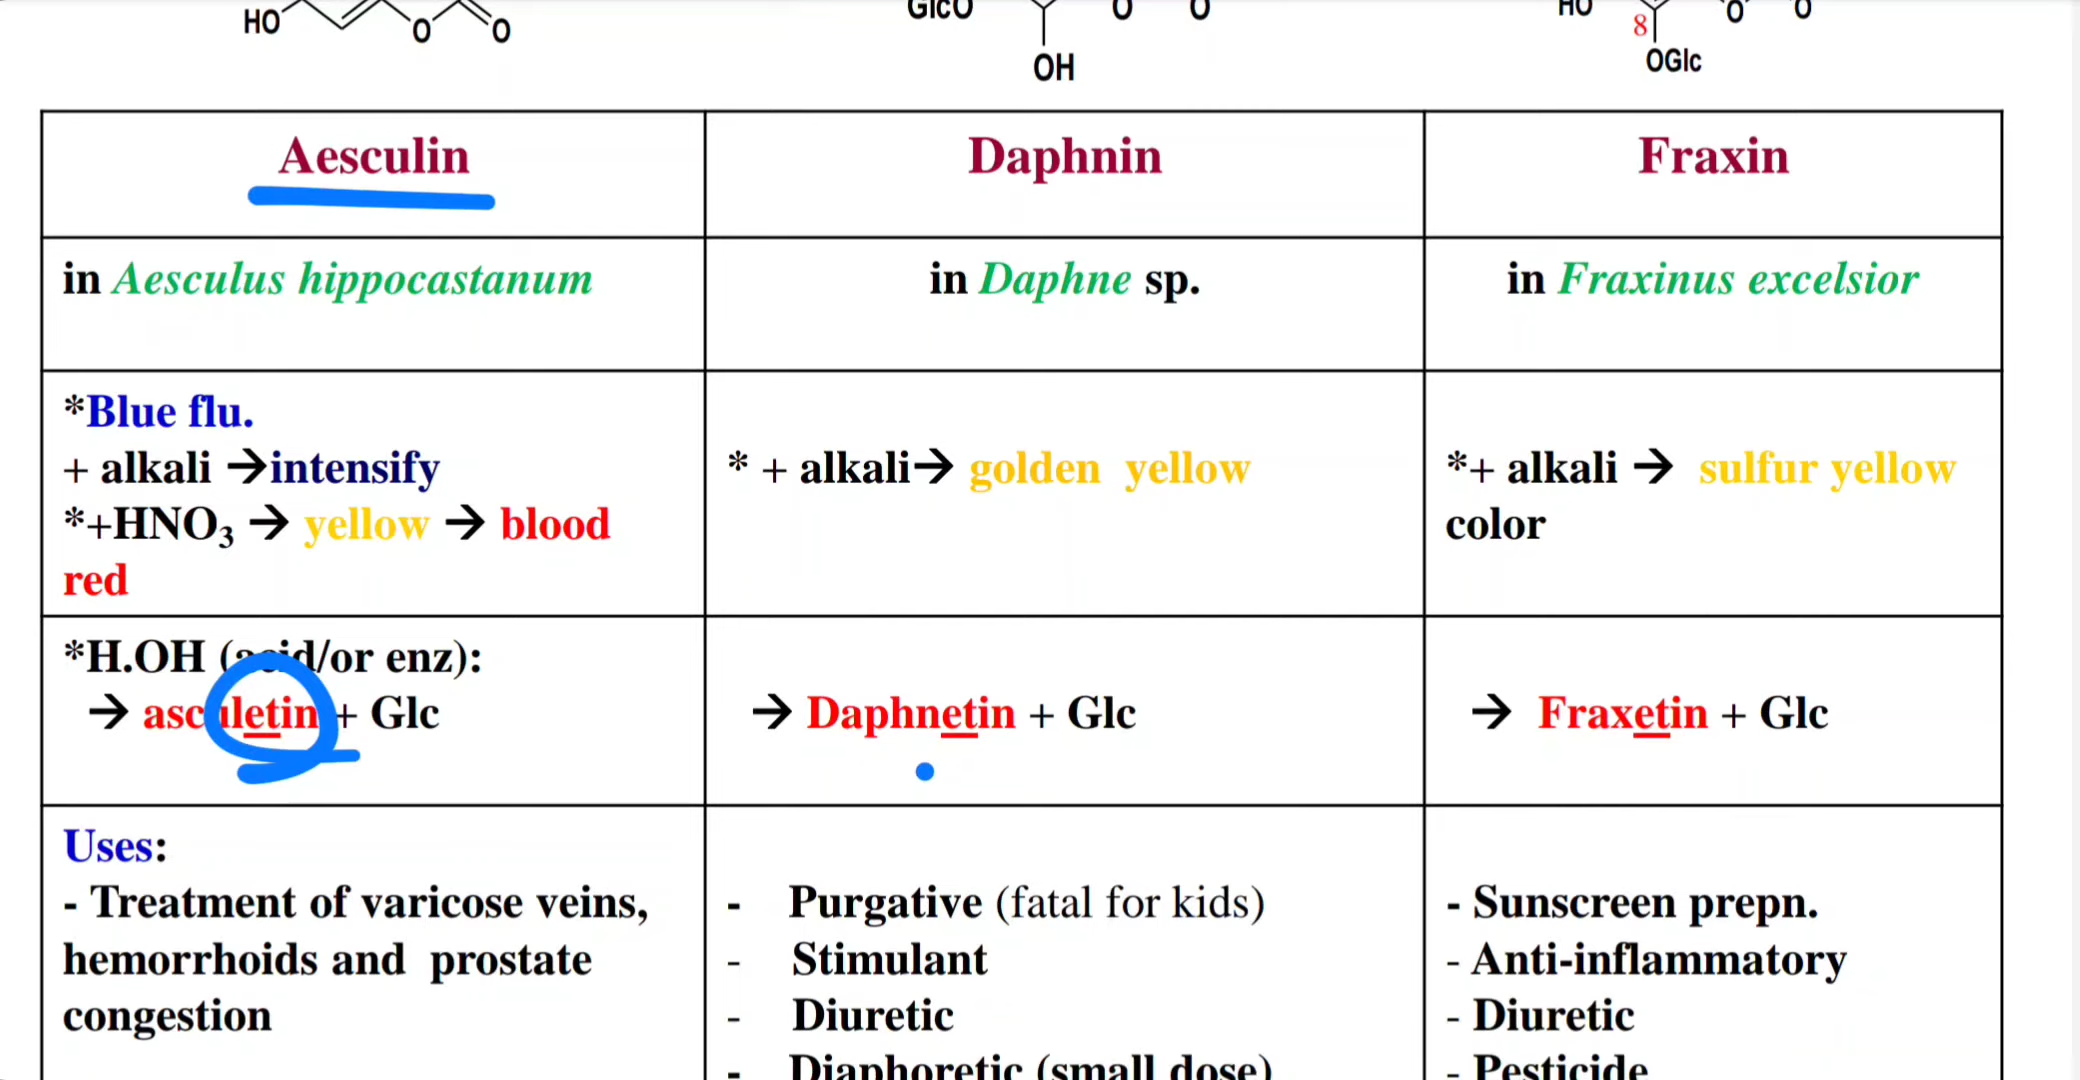 HO
O
O
GlcO
O
O
OH
HO
8
O
O
OGlc
Aesculin
Daphnin
Fraxin
in Aesculus hippocastanum
in Daphne sp.
in Fraxinus excelsior
*Blue flu.
+ alkali →intensify
*+HNO₃ → yellow → blood
red
* + alkali→ golden yellow
*+ alkali → sulfur yellow
color
*H.OH (acid/or enz):
→ asculetin + Glc
→ Daphnetin + Glc
→ Fraxetin + Glc
Uses:
- Treatment of varicose veins,
hemorrhoids and prostate
congestion
- Purgative (fatal for kids)
- Stimulant
- Diuretic
- Diaphoretic (small dose)
- Sunscreen prepn.
- Anti-inflammatory
- Diuretic
- Pesticide